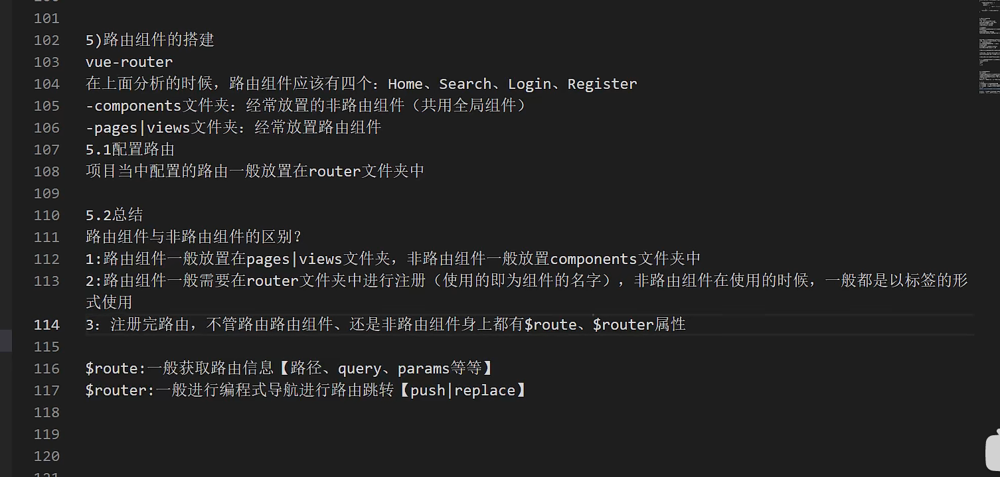 101
102 5)路由组件的搭建
103 vue-router
104 在上面分析的时候，路由组件应该有四个：Home、Search、Login、Register
105 -components文件夹：经常放置的非路由组件（共用全局组件）
106 -pages|views文件夹：经常放置路由组件
107 5.1配置路由
108 项目当中配置的路由一般放置在router文件夹中
109
110 5.2总结
111 路由组件与非路由组件的区别？
112 1:路由组件一般放置在pages|views文件夹，非路由组件一般放置components文件夹中
113 2:路由组件一般需要在router文件夹中进行注册（使用的即为组件的名字），非路由组件在使用的时候，一般都是以标签的形
式使用
114 3：注册完路由，不管路由路由组件、还是非路由组件身上都有$route、$router属性
115
116 $route:一般获取路由信息【路径、query、params等等】
117 $router:一般进行编程式导航进行路由跳转【push|replace】
118
119
120